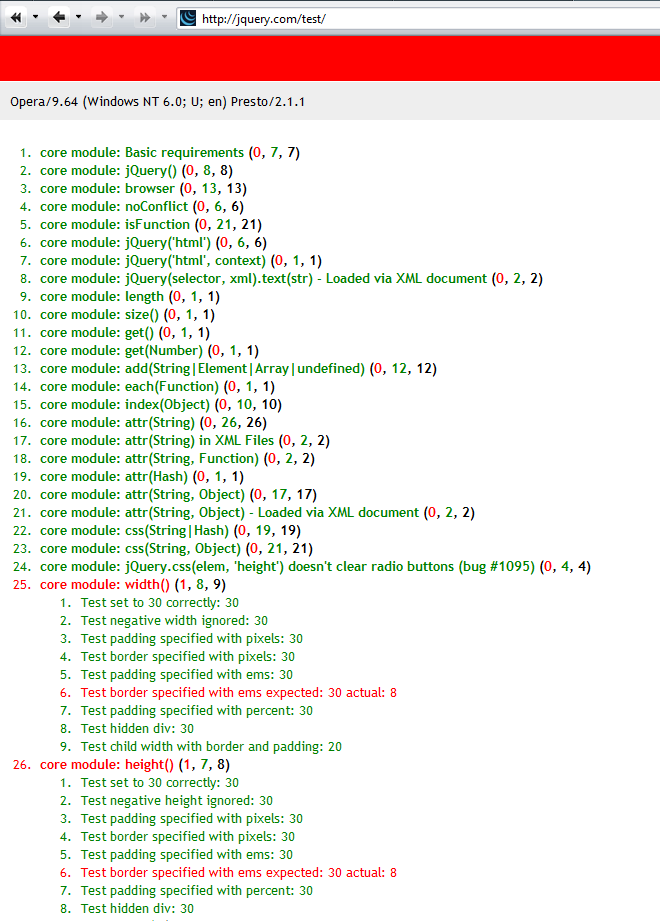 http://jquery.com/test/
Opera/9.64 (Windows NT 6.0; U; en) Presto/2.1.1
1. core module: Basic requirements (0, 7, 7)
2. core module: jQuery() (0, 8, 8)
3. core module: browser (0, 13, 13)
4. core module: noConflict (0, 6, 6)
5. core module: isFunction (0, 21, 21)
6. core module: jQuery('html') (0, 6, 6)
7. core module: jQuery('html', context) (0, 1, 1)
8. core module: jQuery(selector, xml).text(str) - Loaded via XML document (0, 2, 2)
9. core module: length (0, 1, 1)
10. core module: size() (0, 1, 1)
11. core module: get() (0, 1, 1)
12. core module: get(Number) (0, 1, 1)
13. core module: add(String|Element|Array|undefined) (0, 12, 12)
14. core module: each(Function) (0, 1, 1)
15. core module: index(Object) (0, 10, 10)
16. core module: attr(String) (0, 26, 26)
17. core module: attr(String) in XML Files (0, 2, 2)
18. core module: attr(String, Function) (0, 2, 2)
19. core module: attr(Hash) (0, 1, 1)
20. core module: attr(String, Object) (0, 17, 17)
21. core module: attr(String, Object) - Loaded via XML document (0, 2, 2)
22. core module: css(String|Hash) (0, 19, 19)
23. core module: css(String, Object) (0, 21, 21)
24. core module: jQuery.css(elem, 'height') doesn't clear radio buttons (bug #1095) (0, 4, 4)
25. core module: width() (1, 8, 9)
1. Test set to 30 correctly: 30
2. Test negative width ignored: 30
3. Test padding specified with pixels: 30
4. Test border specified with pixels: 30
5. Test padding specified with ems: 30
6. Test border specified with ems expected: 30 actual: 8
7. Test padding specified with percent: 30
8. Test hidden div: 30
9. Test child width with border and padding: 20
26. core module: height() (1, 7, 8)
1. Test set to 30 correctly: 30
2. Test negative height ignored: 30
3. Test padding specified with pixels: 30
4. Test border specified with pixels: 30
5. Test padding specified with ems: 30
6. Test border specified with ems expected: 30 actual: 8
7. Test padding specified with percent: 30
8. Test hidden div: 30